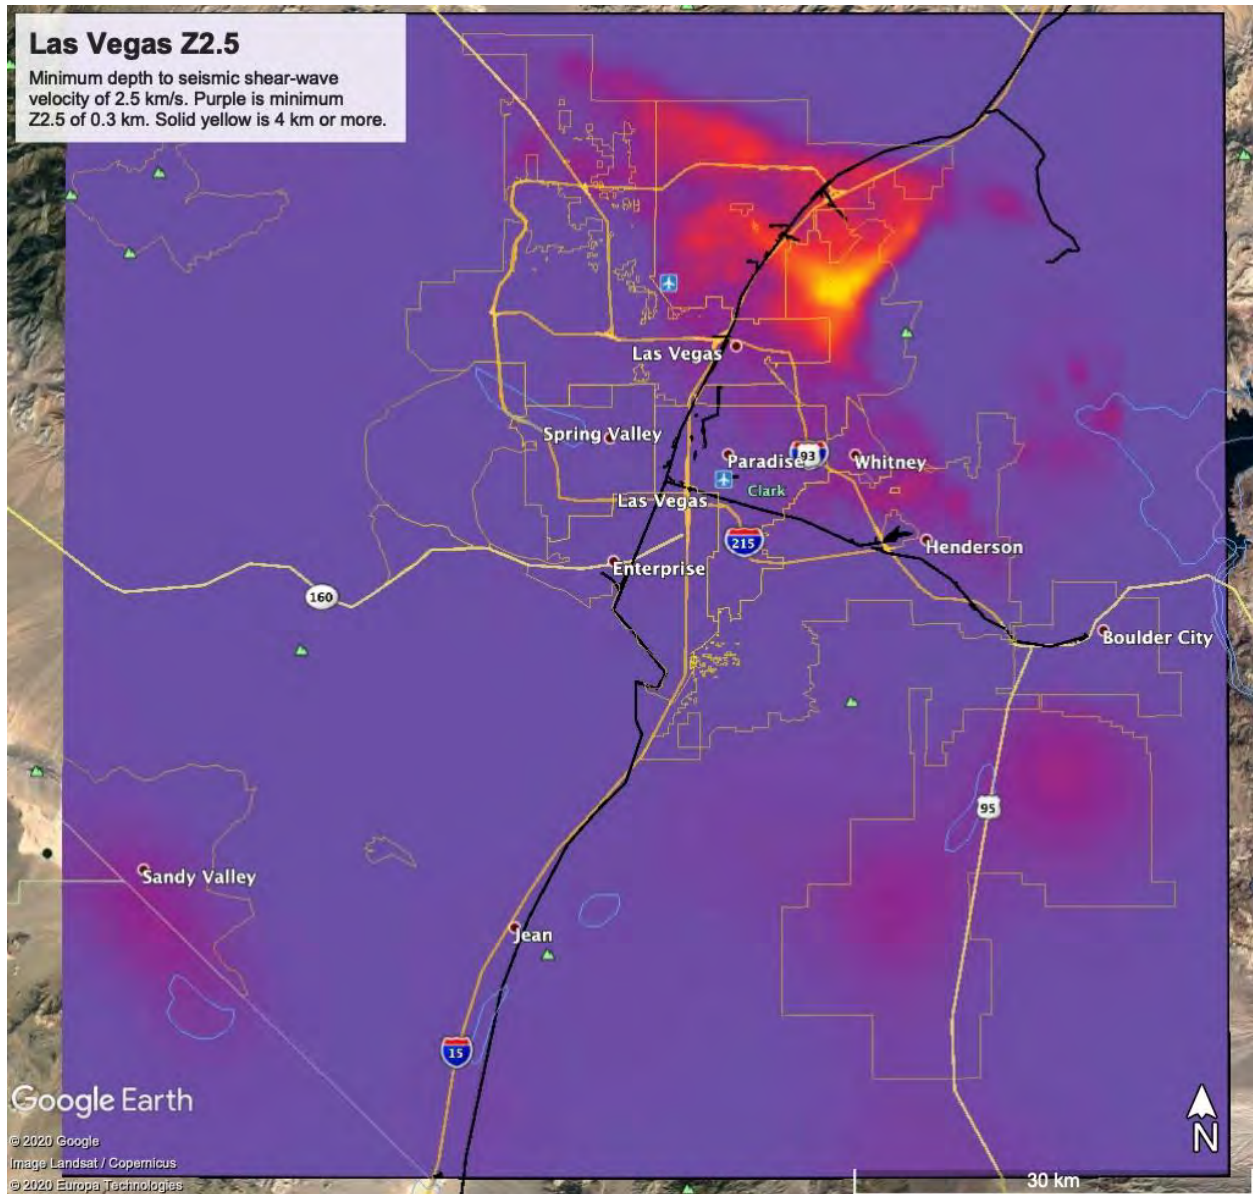 Las Vegas Z2.5
Minimum depth to seismic shear-wave
velocity of 2.5 km/s. Purple is minimum
Z2.5 of 0.3 km. Solid yellow is 4 km or more.
Las Vegas
Spring Valley
Paradise
93
Whitney
Clark
Las Vegas
215
Henderson
Enterprise
160
Boulder City
95
Sandy Valley
Jean
15
Google Earth
N
© 2020 Google
Image Landsat / Copernicus
© 2020 Europa Technologies
30 km